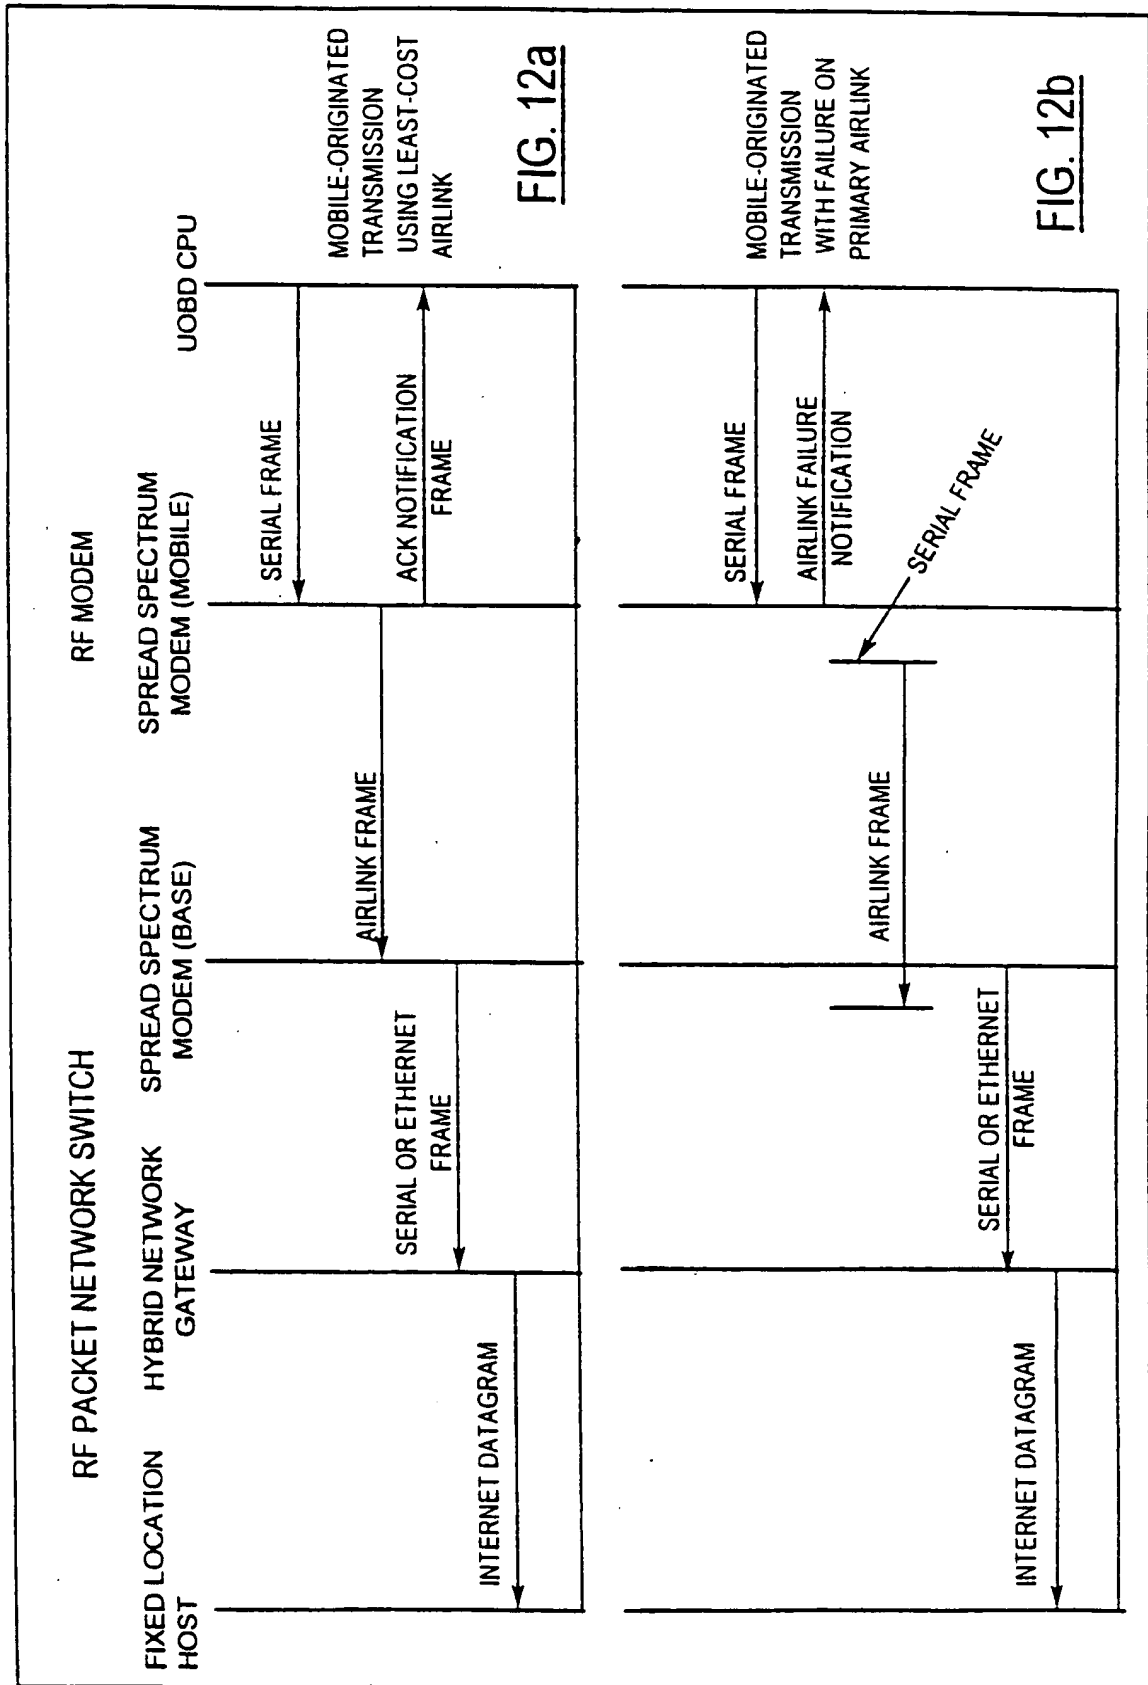 RF PACKET NETWORK SWITCH
RF MODEM
FIXED LOCATION
HOST
HYBRID NETWORK
GATEWAY
SPREAD SPECTRUM
MODEM (BASE)
SPREAD SPECTRUM
MODEM (MOBILE)
UOBD CPU
SERIAL FRAME
AIRLINK FRAME
ACK NOTIFICATION
FRAME
SERIAL OR ETHERNET
FRAME
INTERNET DATAGRAM
MOBILE-ORIGINATED
TRANSMISSION
USING LEAST-COST
AIRLINK
FIG. 12a
SERIAL FRAME
AIRLINK FAILURE
NOTIFICATION
SERIAL FRAME
AIRLINK FRAME
SERIAL OR ETHERNET
FRAME
INTERNET DATAGRAM
MOBILE-ORIGINATED
TRANSMISSION
WITH FAILURE ON
PRIMARY AIRLINK
FIG. 12b